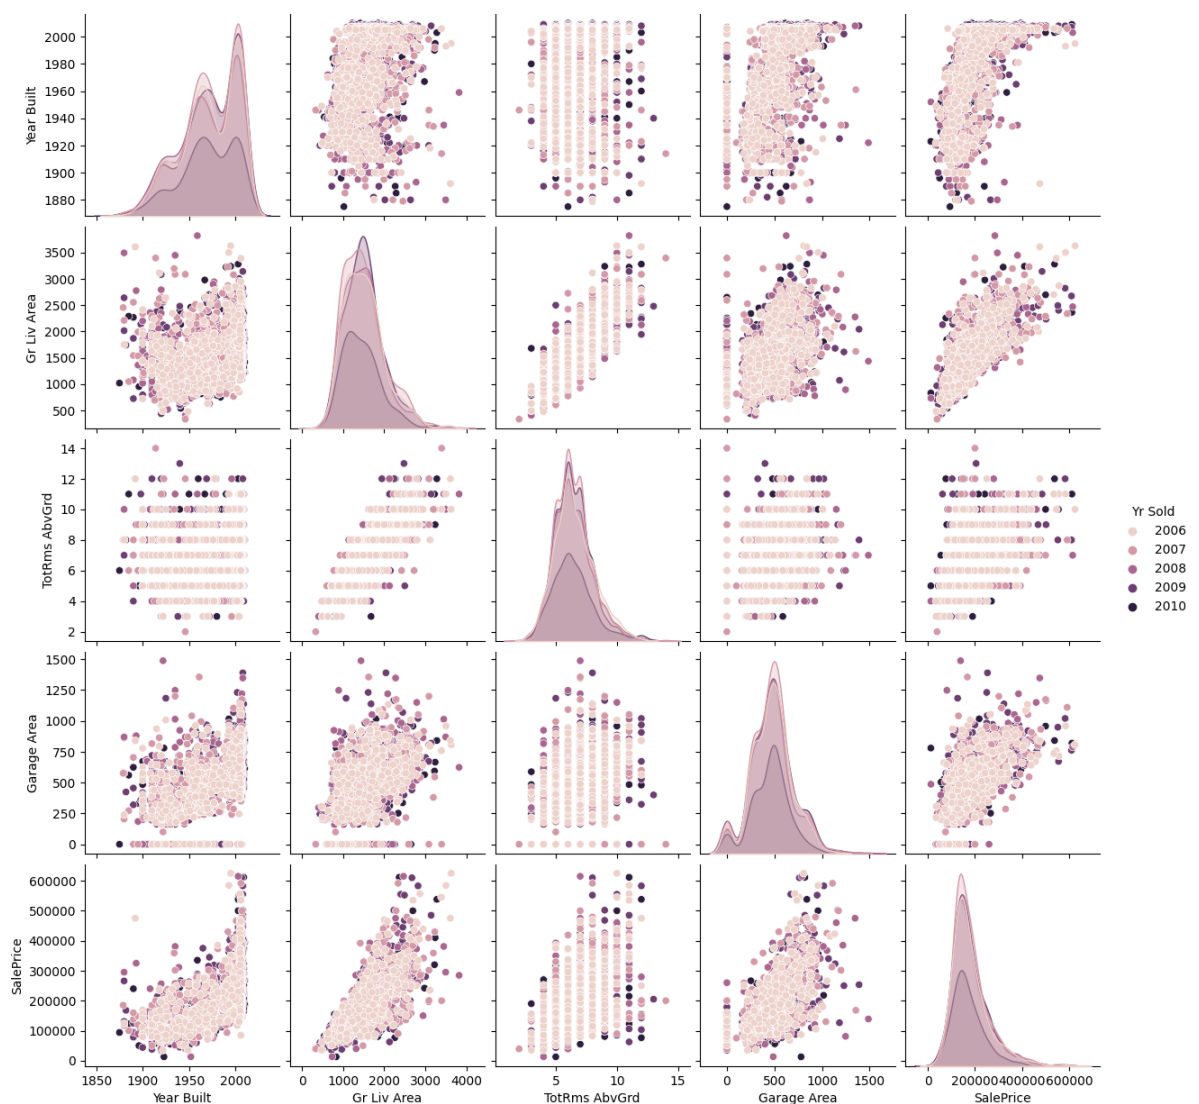 2000
1980
1960
1940
1920
1900
1880
Year Built
3500
3000
2500
2000
1500
1000
500
Gr Liv Area
14
12
10
8
6
4
2
TotRms AbvGrd
Yr Sold
2006
2007
2008
2009
2010
1500
1250
1000
750
500
250
0
Garage Area
600000
500000
400000
300000
200000
100000
0
SalePrice
1850 1900 1950 2000
Year Built
0 1000 2000 3000 4000
Gr Liv Area
5 10 15
TotRms AbvGrd
0 500 1000 1500
Garage Area
0 200000 400000 600000
SalePrice